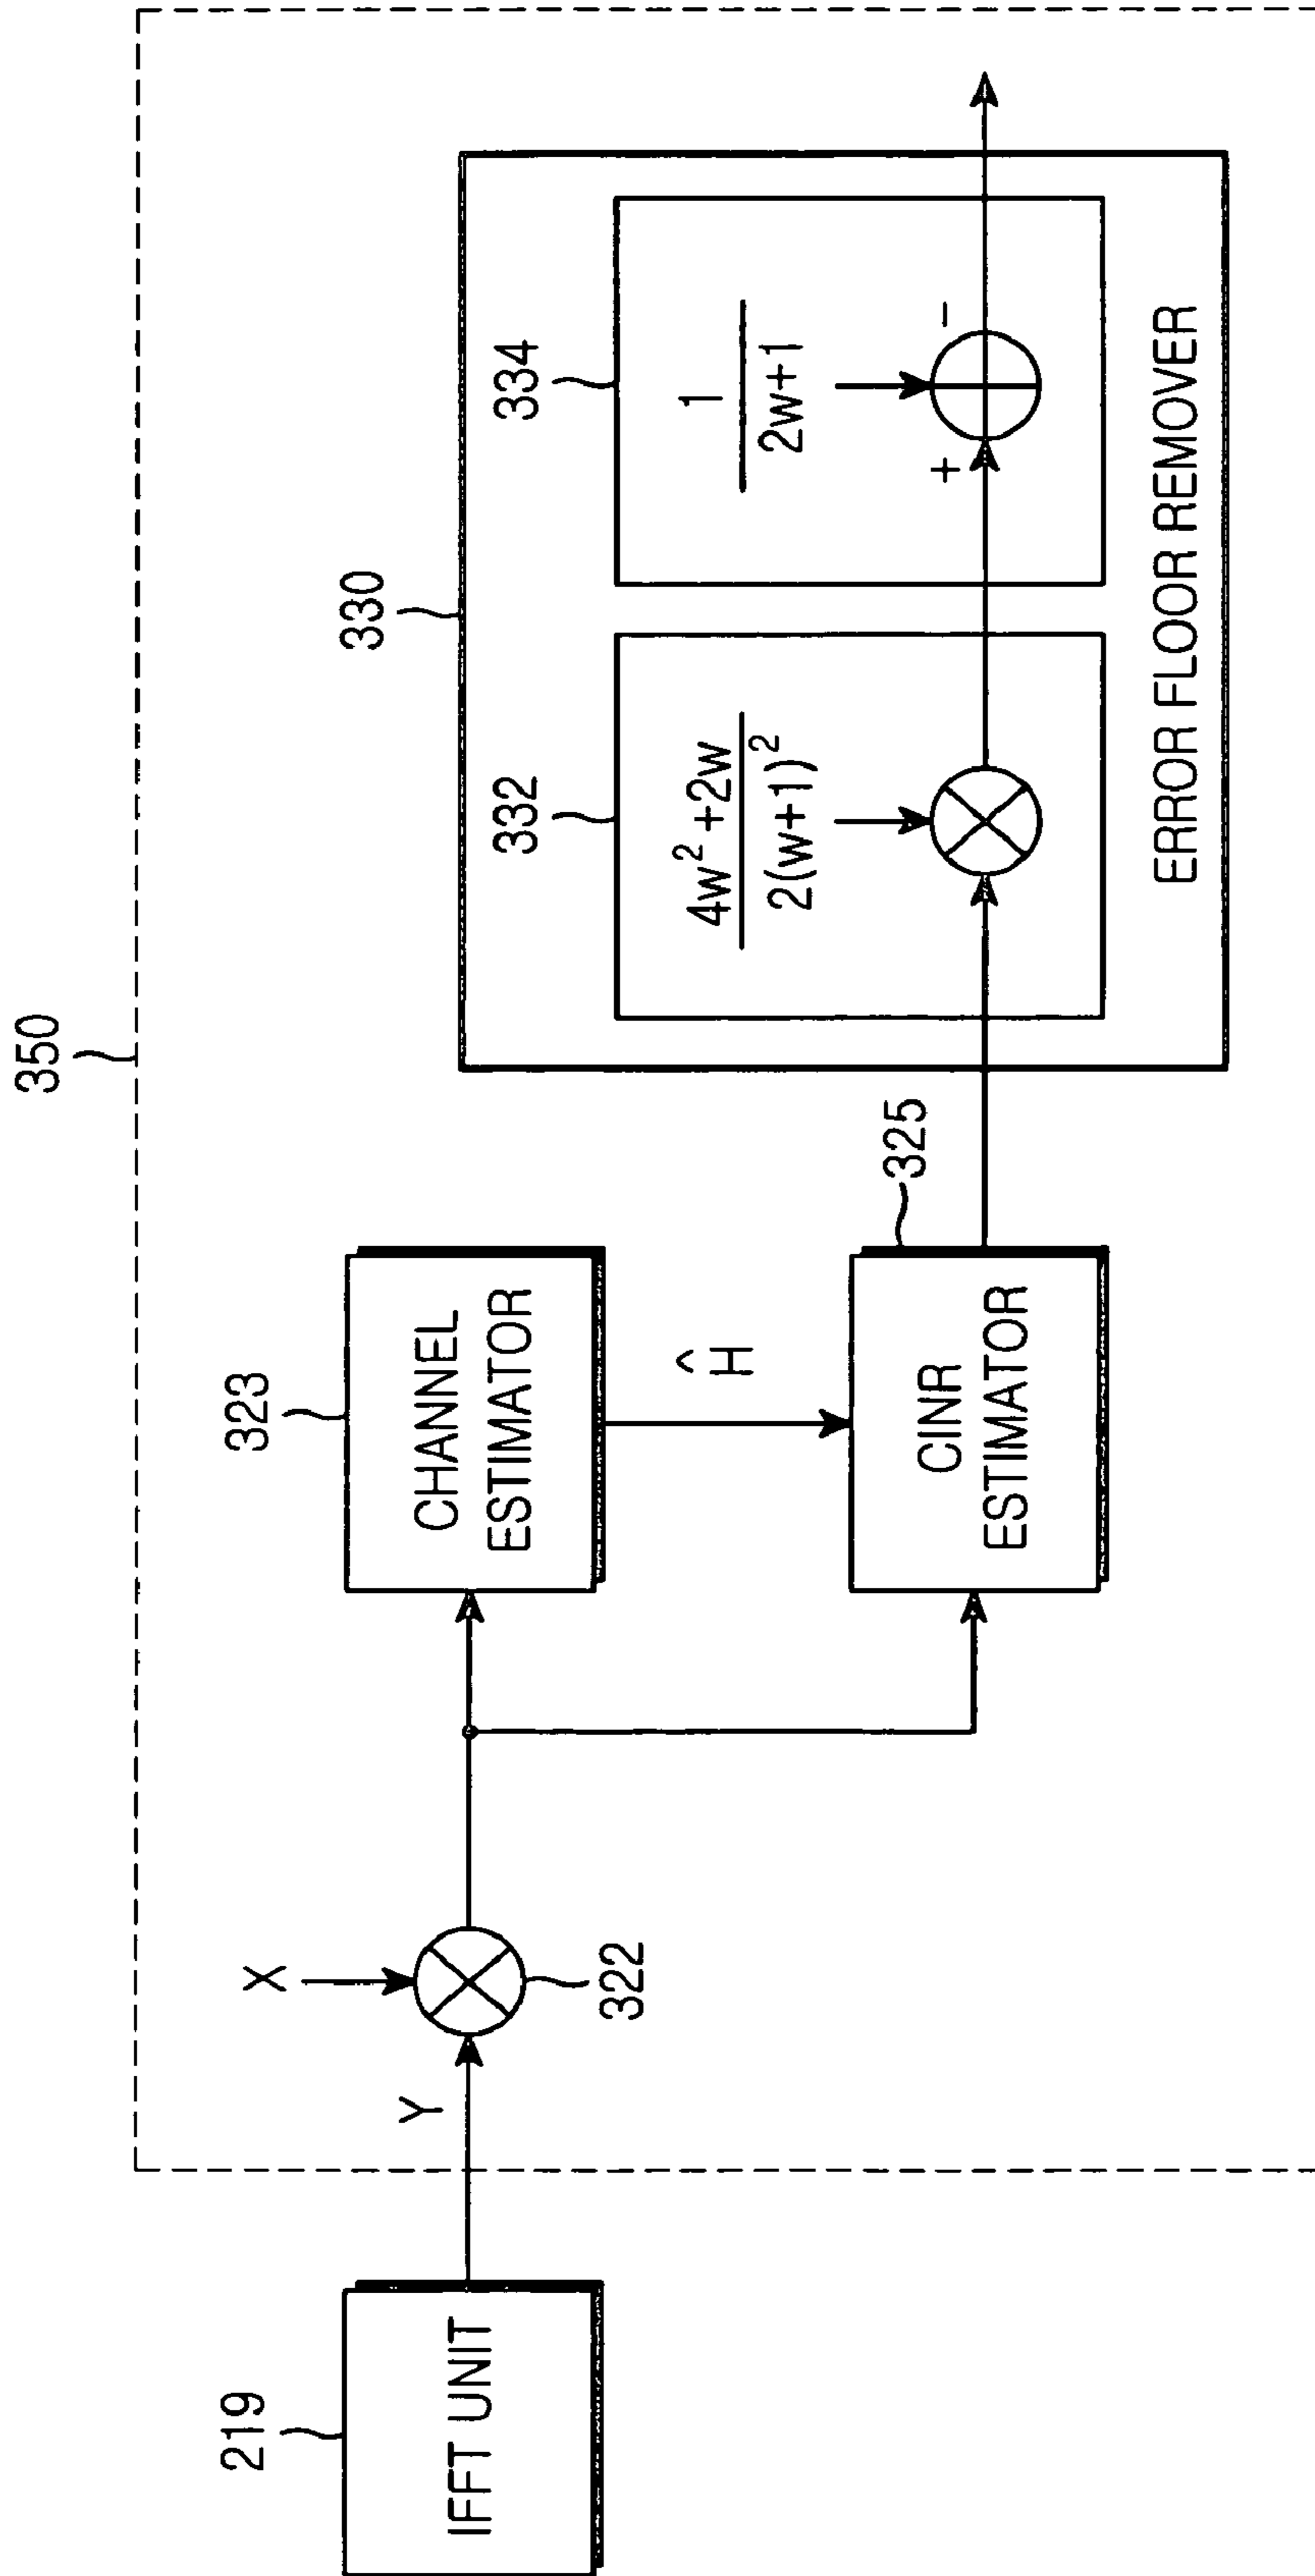 350
330
332
4w² +2w
2(w+1)²
334
1
2w+1
+
−
ERROR FLOOR REMOVER
219
IFFT UNIT
Y
X
322
323
CHANNEL
ESTIMATOR
Ĥ
325
CINR
ESTIMATOR